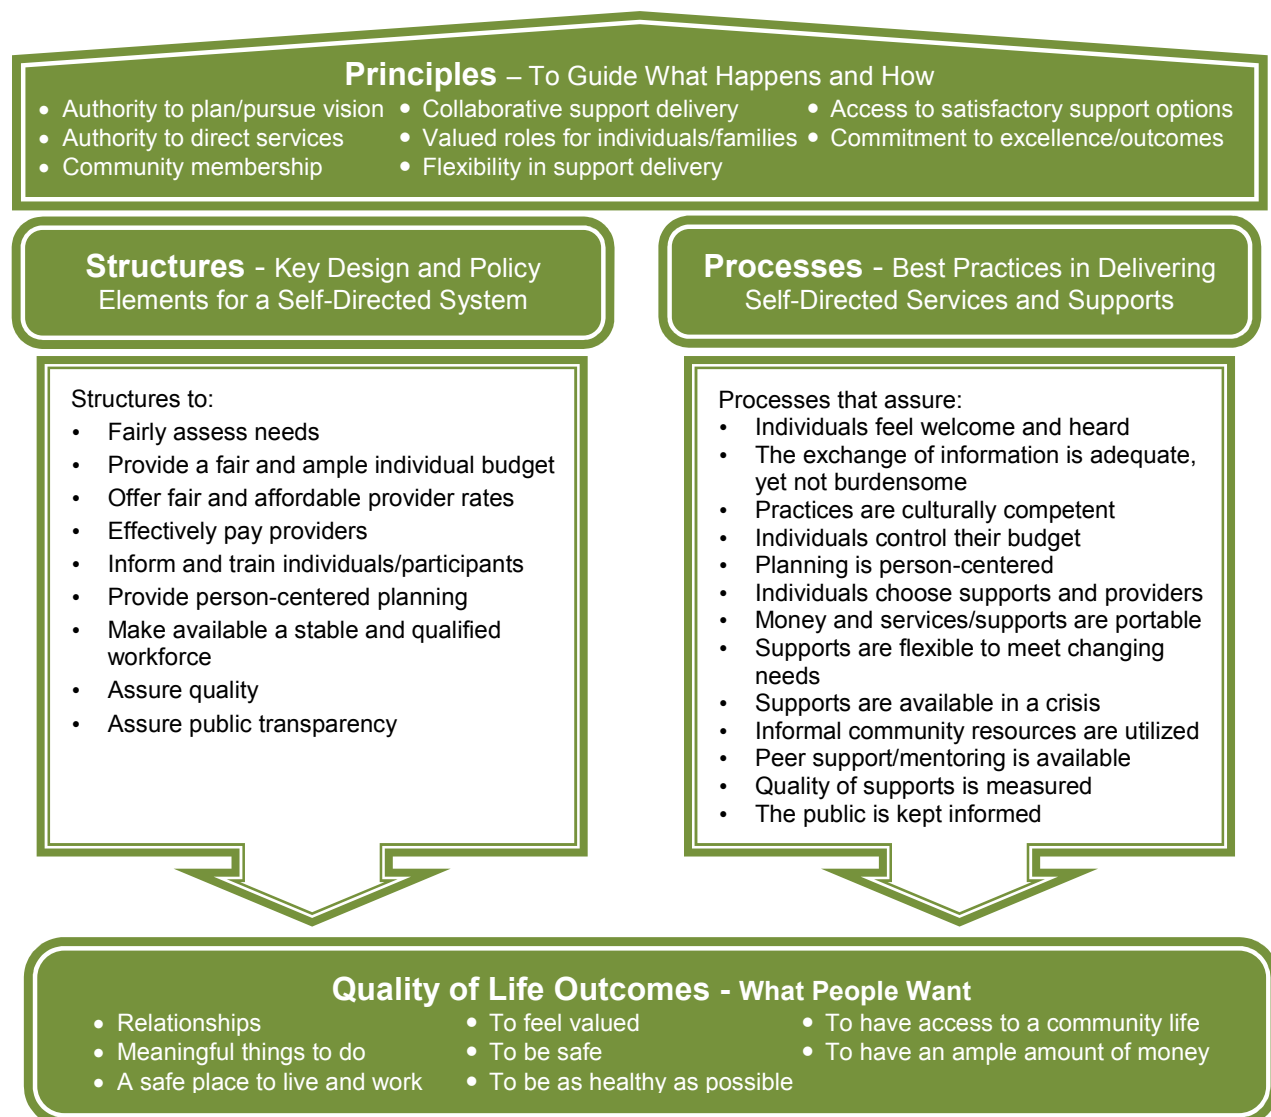 Principles – To Guide What Happens and How
• Authority to plan/pursue vision
• Authority to direct services
• Community membership
• Collaborative support delivery
• Valued roles for individuals/families
• Flexibility in support delivery
• Access to satisfactory support options
• Commitment to excellence/outcomes
Structures - Key Design and Policy
Elements for a Self-Directed System
Structures to:
• Fairly assess needs
• Provide a fair and ample individual budget
• Offer fair and affordable provider rates
• Effectively pay providers
• Inform and train individuals/participants
• Provide person-centered planning
• Make available a stable and qualified
workforce
• Assure quality
• Assure public transparency
Processes - Best Practices in Delivering
Self-Directed Services and Supports
Processes that assure:
• Individuals feel welcome and heard
• The exchange of information is adequate,
yet not burdensome
• Practices are culturally competent
• Individuals control their budget
• Planning is person-centered
• Individuals choose supports and providers
• Money and services/supports are portable
• Supports are flexible to meet changing
needs
• Supports are available in a crisis
• Informal community resources are utilized
• Peer support/mentoring is available
• Quality of supports is measured
• The public is kept informed
Quality of Life Outcomes - What People Want
• Relationships
• Meaningful things to do
• A safe place to live and work
• To feel valued
• To be safe
• To be as healthy as possible
• To have access to a community life
• To have an ample amount of money